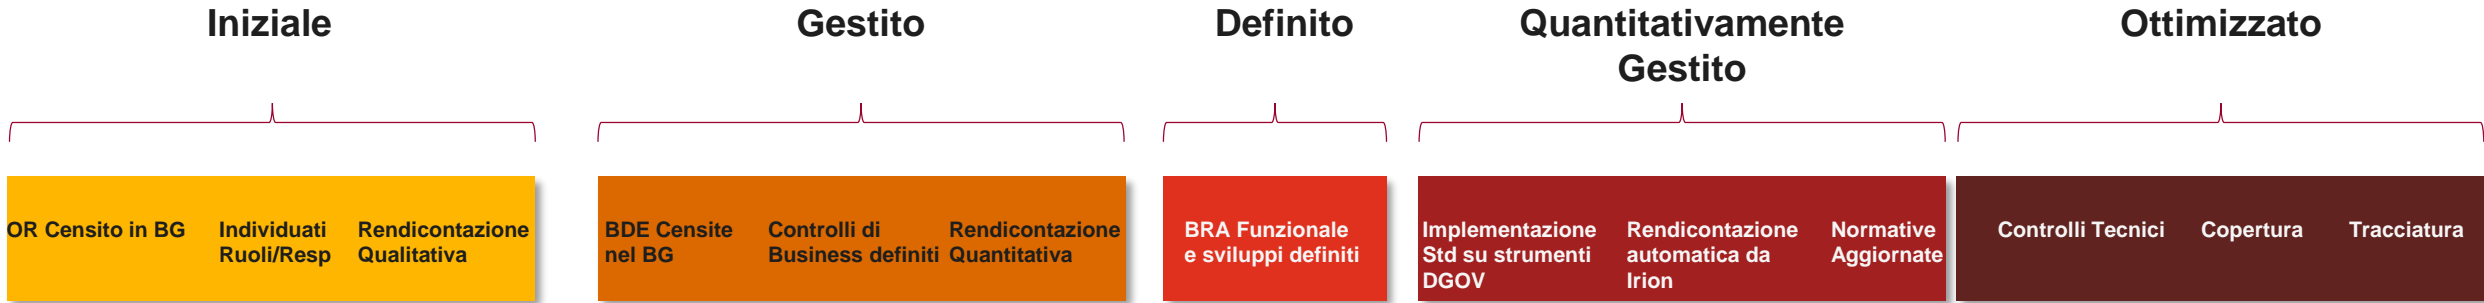 Iniziale
Gestito
Definito
Quantitativamente
Gestito
Ottimizzato
OR Censito in BG
Individuati
Ruoli/Resp
Rendicontazione
Qualitativa
BDE Censite
nel BG
Controlli di
Business definiti
Rendicontazione
Quantitativa
BRA Funzionale
e sviluppi definiti
Implementazione
Std su strumenti
DGOV
Rendicontazione
automatica da
Irion
Normative
Aggiornate
Controlli Tecnici
Copertura
Tracciatura